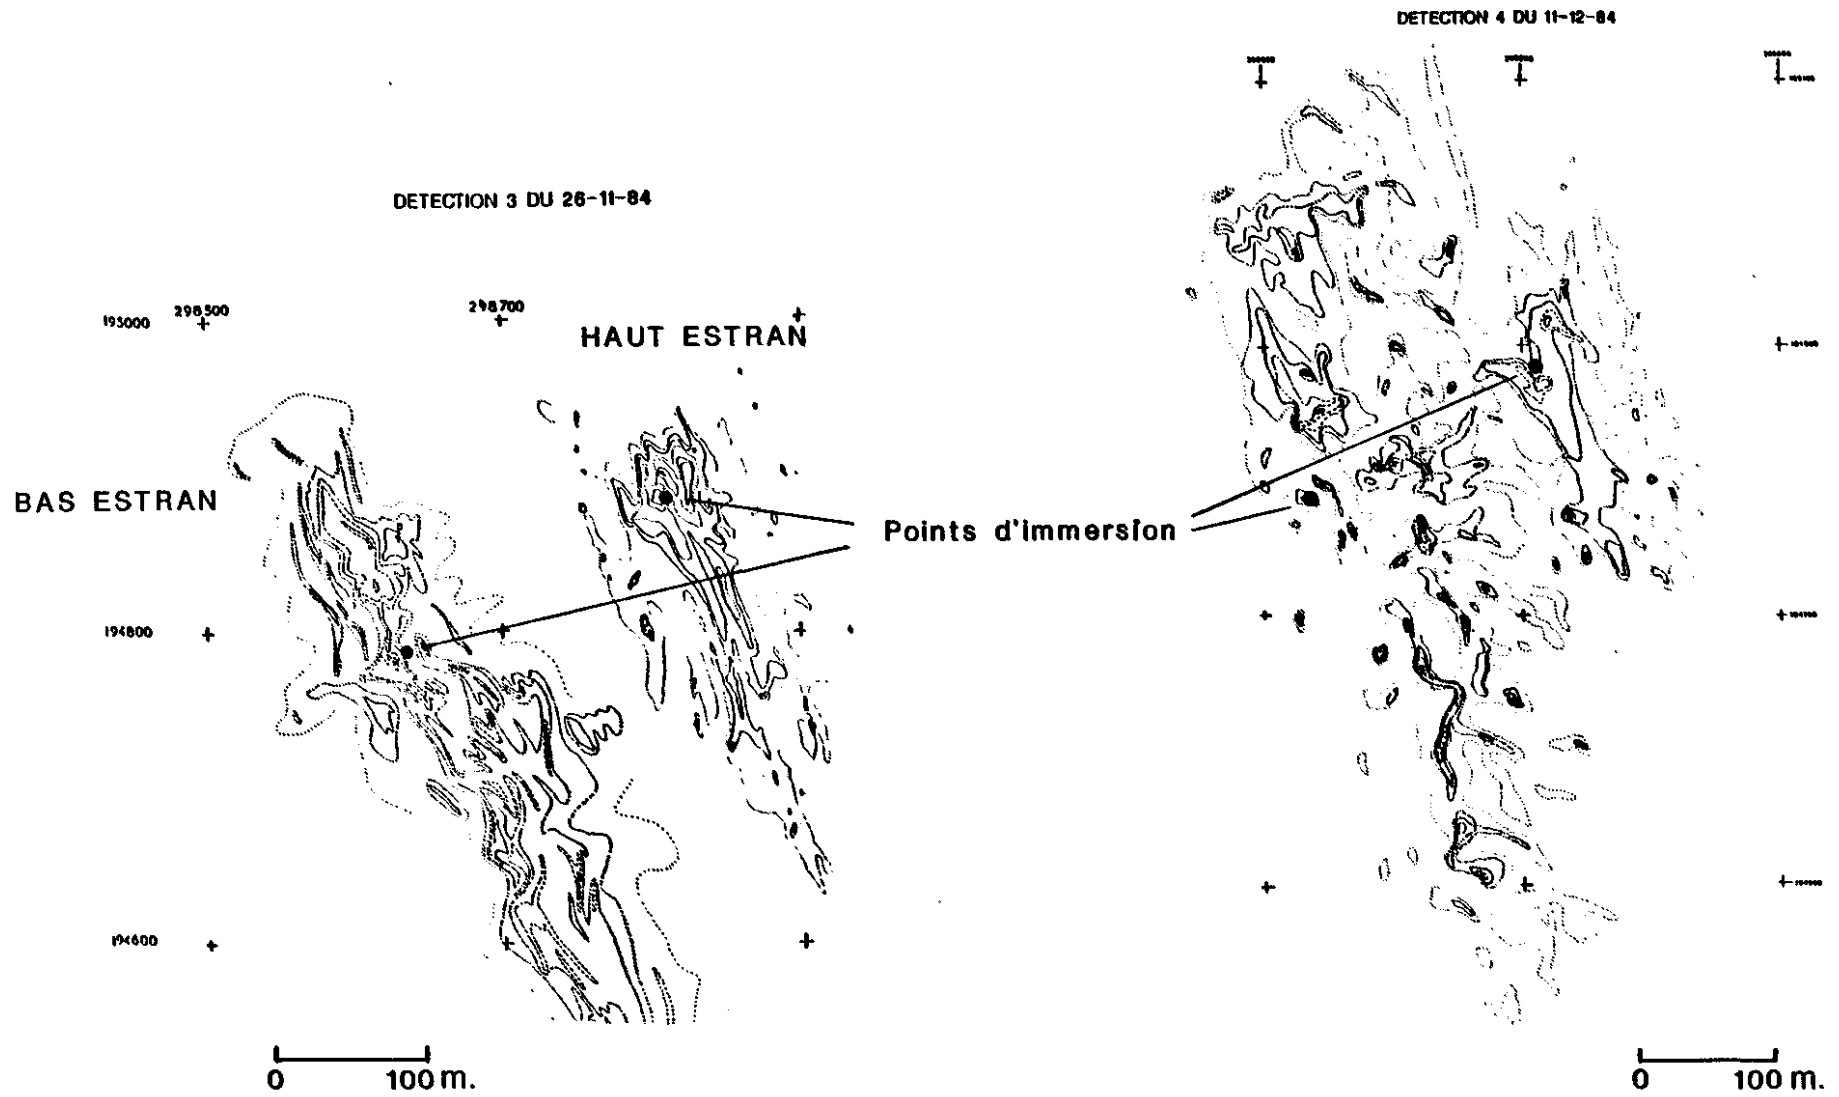 DETECTION 4 DU 11-12-84
DETECTION 3 DU 26-11-84
298500
298700
195000
HAUT ESTRAN
BAS ESTRAN
Points d'immersion
194800
194600
0 100 m.
0 100 m.